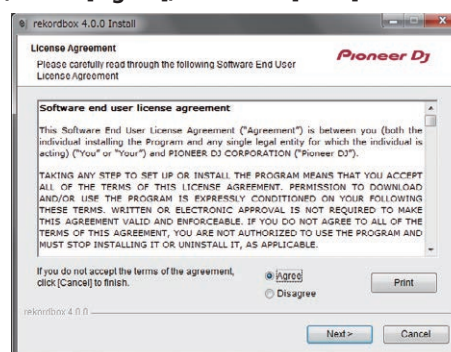 rekordbox 4.0.0 Install
License Agreement
Please carefully read through the following Software End User
License Agreement
Pioneer Dj
Software end user license agreement
This Software End User License Agreement ("Agreement") is between you (both the
individual installing the Program and any single legal entity for which the individual is
acting) ("You" or "Your") and PIONEER DJ CORPORATION ("Pioneer DJ").
TAKING ANY STEP TO SET UP OR INSTALL THE PROGRAM MEANS THAT YOU ACCEPT
ALL OF THE TERMS OF THIS LICENSE AGREEMENT. PERMISSION TO DOWNLOAD
AND/OR USE THE PROGRAM IS EXPRESSLY CONDITIONED ON YOUR FOLLOWING
THESE TERMS. WRITTEN OR ELECTRONIC APPROVAL IS NOT REQUIRED TO MAKE
THIS AGREEMENT VALID AND ENFORCEABLE. IF YOU DO NOT AGREE TO ALL OF THE
TERMS OF THIS AGREEMENT, YOU ARE NOT AUTHORIZED TO USE THE PROGRAM AND
MUST STOP INSTALLING IT OR UNINSTALL IT, AS APPLICABLE.
If you do not accept the terms of the agreement,
click [Cancel] to finish.
Agree
Disagree
Print
rekordbox 4.0.0
Next >
Cancel